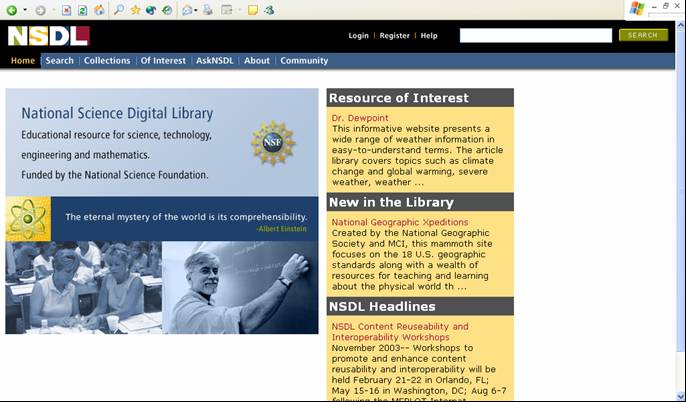 NSDL
Login | Register | Help
SEARCH
Home | Search | Collections | Of Interest | AskNSDL | About | Community
National Science Digital Library
Educational resource for science, technology,
engineering and mathematics.
Funded by the National Science Foundation.
NSF
The eternal mystery of the world is its comprehensibility.
-Albert Einstein
Resource of Interest
Dr. Dewpoint
This informative website presents a
wide range of weather information in
easy-to-understand terms. The article
library covers topics such as climate
change and global warming, severe
weather, weather ...
New in the Library
National Geographic Xpeditions
Created by the National Geographic
Society and MCI, this mammoth site
focuses on the 18 U.S. geographic
standards along with a wealth of
resources for teaching and learning
about the physical world th ...
NSDL Headlines
NSDL Content Reuseability and
Interoperability Workshops
November 2003-- Workshops to
promote and enhance content
reusability and interoperability will be
held February 21-22 in Orlando, FL;
May 15-16 in Washington, DC; Aug 6-7
following the MERLOT Internat